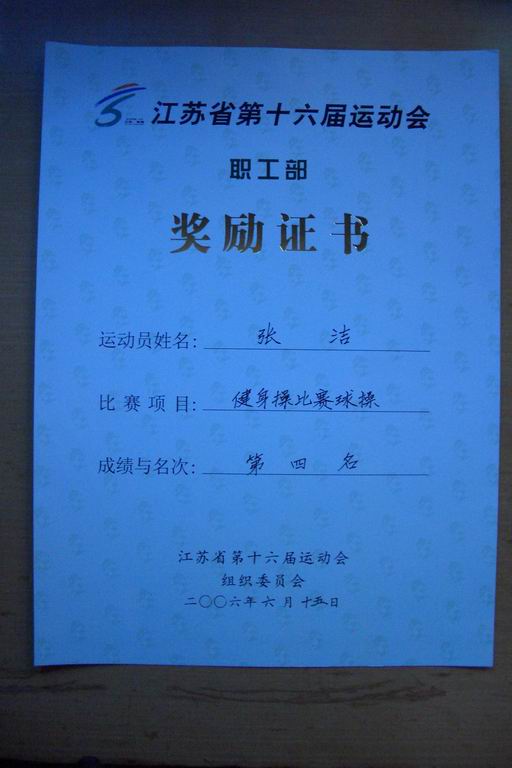 江苏省第十六届运动会
职工部
奖励证书
运动员姓名: 张 洁
比赛项目: 健身操比赛球操
成绩与名次: 第四名
江苏省第十六届运动会
组织委员会
二〇〇六年六月十五日